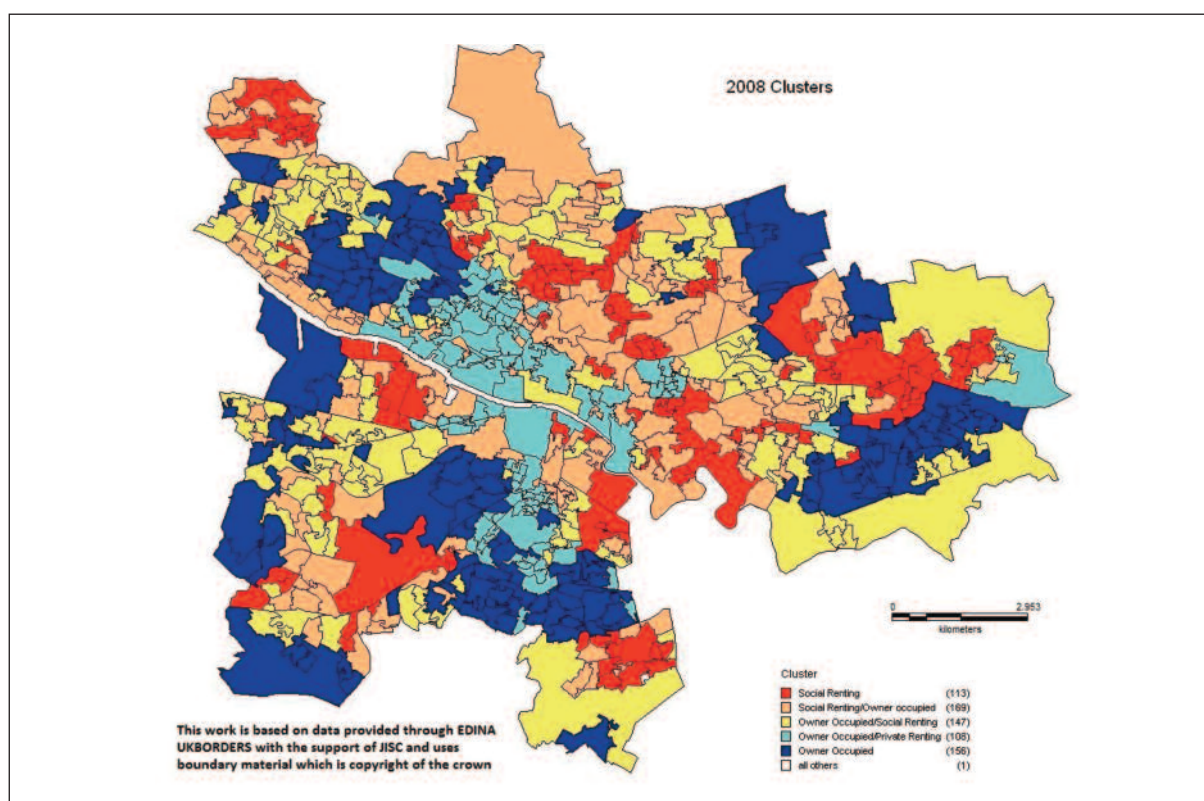 2008 Clusters
0 2.953
kilometers
Cluster
Social Renting (113)
Social Renting/Owner occupied (169)
Owner Occupied/Social Renting (147)
Owner Occupied/Private Renting (108)
Owner Occupied (156)
all others (1)
This work is based on data provided through EDINA
UKBORDERS with the support of JISC and uses
boundary material which is copyright of the crown